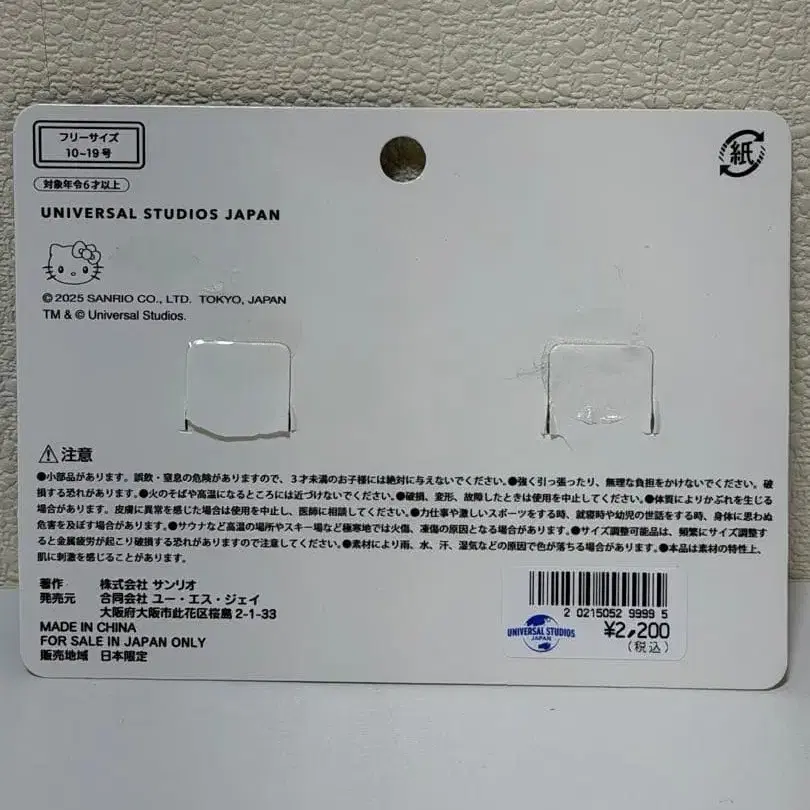 フリーサイズ
10-19号
対象年令6才以上
紙
UNIVERSAL STUDIOS JAPAN
© 2025 SANRIO CO., LTD. TOKYO, JAPAN
TM & © Universal Studios.
⚠注意
●小部品があります。誤飲・窒息の危険がありますので、3才未満のお子様には絶対に与えないでください。●強く引っ張ったり、無理な負担をかけないでください。破
損する恐れがあります。●火のそばや高温になるところには近づけないでください。●破損、変形、故障したときは使用を中止してください。●体質によりかぶれを生じる
場合があります。皮膚に異常を感じた場合は使用を中止し、医師に相談してください。●力仕事や激しいスポーツをする時、就寝時や幼児の世話をする時、身体に思わぬ
危害を及ぼす場合があります。●サウナなど高温の場所やスキー場など極寒地では火傷、凍傷の原因となる場合があります。●サイズ調整可能品は、頻繁にサイズ調整す
ると金属疲労が起こり破損する恐れがありますので注意してください。●素材により雨、水、汗、湿気などの原因で色が落ちる場合があります。●本品は素材の特性上、
肌に刺激を感じることがあります。
著作 株式会社 サンリオ
発売元 合同会社 ユー・エス・ジェイ
大阪府大阪市此花区桜島2-1-33
MADE IN CHINA
FOR SALE IN JAPAN ONLY
販売地域 日本限定
2 0215052 9999 5
UNIVERSAL STUDIOS
JAPAN
¥2,200
(税込)